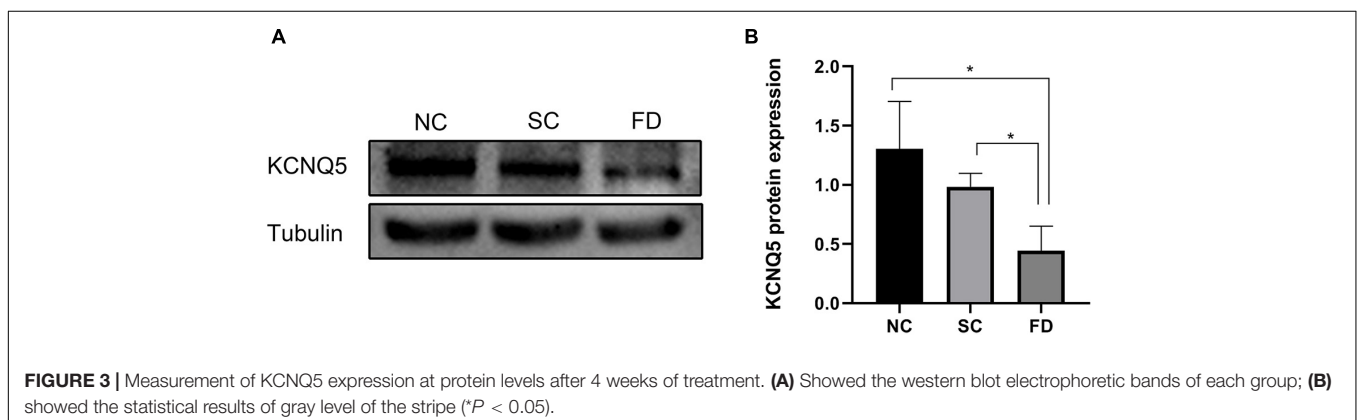 A
NC SC FD
KCNQ5
Tubulin
B
KCNQ5 protein expression
2.0
1.5
1.0
0.5
0.0
*
*
NC SC FD
FIGURE 3 | Measurement of KCNQ5 expression at protein levels after 4 weeks of treatment. (A) Showed the western blot electrophoretic bands of each group; (B)
showed the statistical results of gray level of the stripe (*P < 0.05).